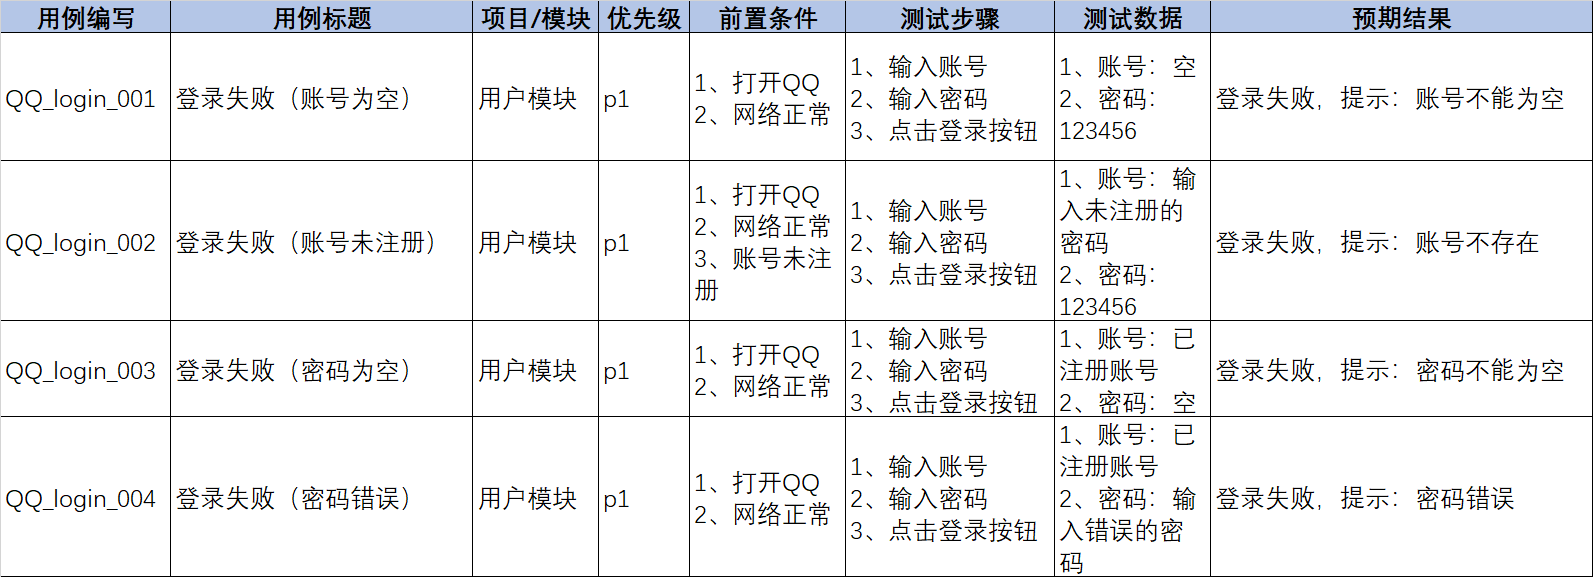 用例编写 用例标题 项目/模块 优先级 前置条件 测试步骤 测试数据 预期结果
QQ_login_001
登录失败（账号为空）
用户模块
p1
1、打开QQ
2、网络正常
1、输入账号
2、输入密码
3、点击登录按钮
1、账号：空
2、密码：
123456
登录失败，提示：账号不能为空
QQ_login_002
登录失败（账号未注册）
用户模块
p1
1、打开QQ
2、网络正常
3、账号未注
册
1、输入账号
2、输入密码
3、点击登录按钮
1、账号：输
入未注册的
密码
2、密码：
123456
登录失败，提示：账号不存在
QQ_login_003
登录失败（密码为空）
用户模块
p1
1、打开QQ
2、网络正常
1、输入账号
2、输入密码
3、点击登录按钮
1、账号：已
注册账号
2、密码：空
登录失败，提示：密码不能为空
QQ_login_004
登录失败（密码错误）
用户模块
p1
1、打开QQ
2、网络正常
1、输入账号
2、输入密码
3、点击登录按钮
1、账号：已
注册账号
2、密码：输
入错误的密
码
登录失败，提示：密码错误